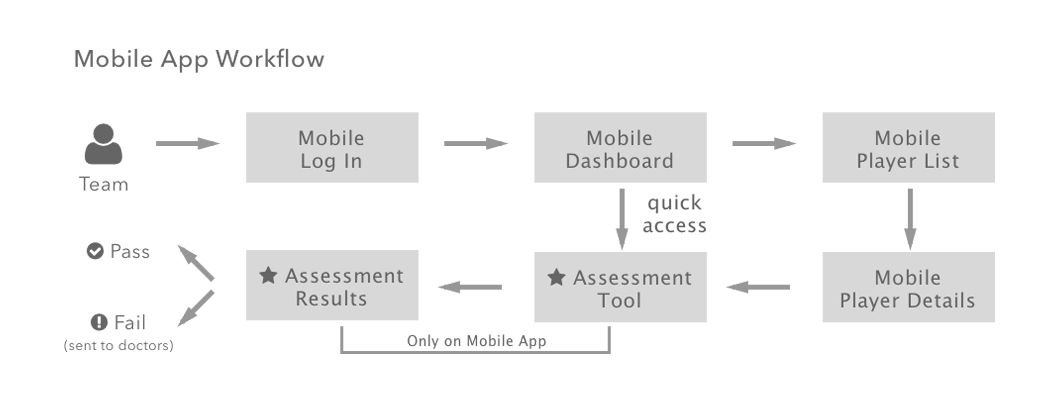 Mobile App Workflow
Team
Mobile
Log In
Mobile
Dashboard
Mobile
Player List
quick
access
Pass
Fail
(sent to doctors)
Assessment
Results
Assessment
Tool
Mobile
Player Details
Only on Mobile App